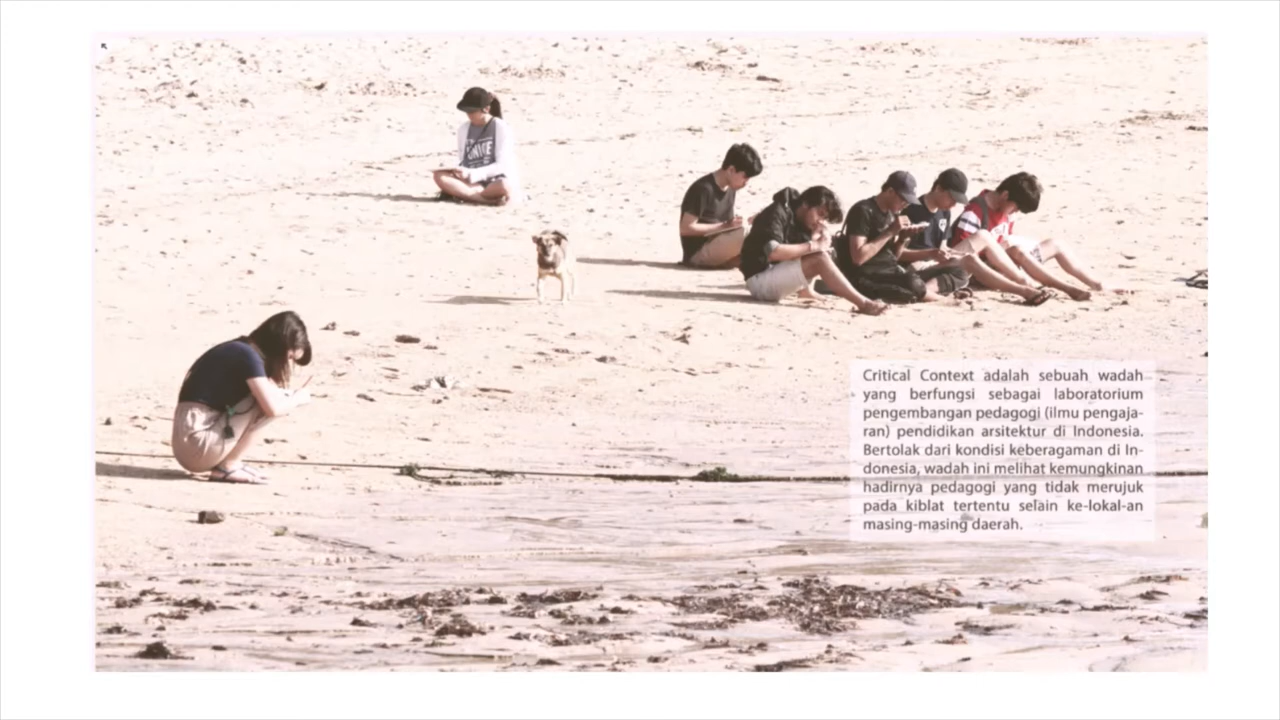 Critical Context adalah sebuah wadah
yang berfungsi sebagai laboratorium
pengembangan pedagogi (ilmu pengaja-
ran) pendidikan arsitektur di Indonesia.
Bertolak dari kondisi keberagaman di In-
donesia, wadah ini melihat kemungkinan
hadirnya pedagogi yang tidak merujuk
pada kiblat tertentu selain ke-lokal-an
masing-masing daerah.